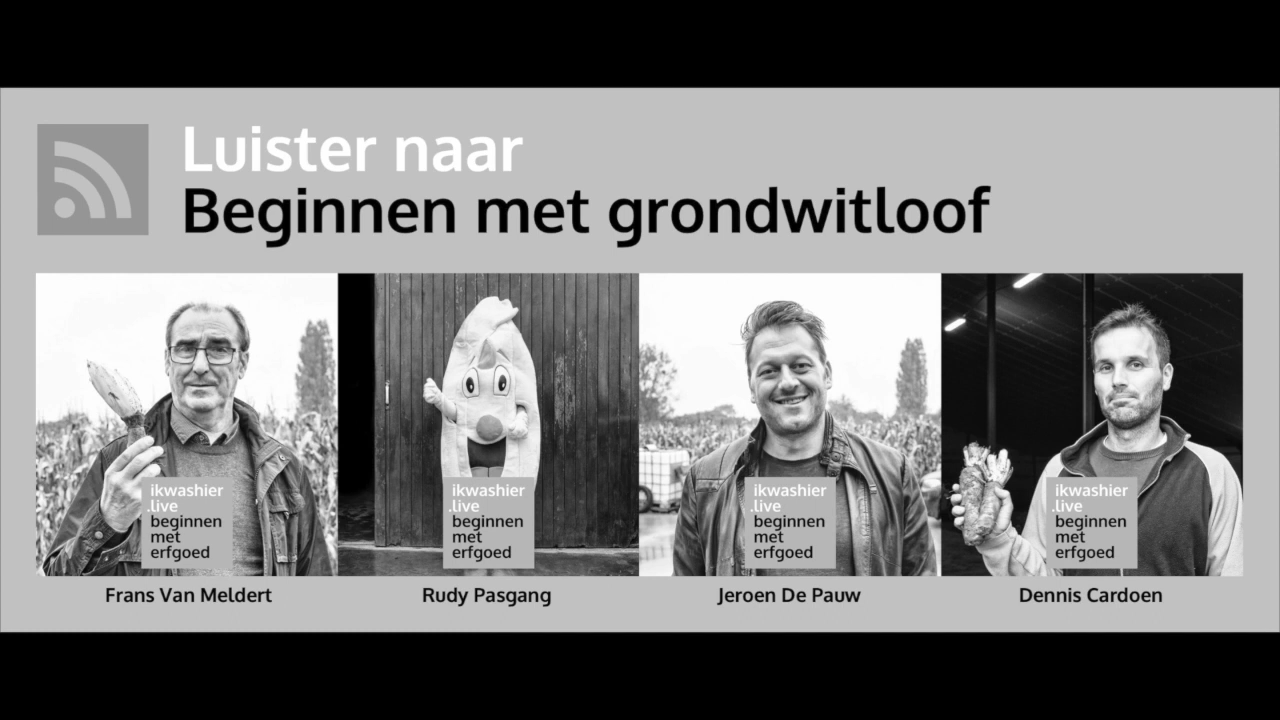 Luister naar
Beginnen met grondwitloof
ikwashier
.live
beginnen
met
erfgoed
ikwashier
.live
beginnen
met
erfgoed
ikwashier
.live
beginnen
met
erfgoed
ikwashier
.live
beginnen
met
erfgoed
Frans Van Meldert
Rudy Pasgang
Jeroen De Pauw
Dennis Cardoen